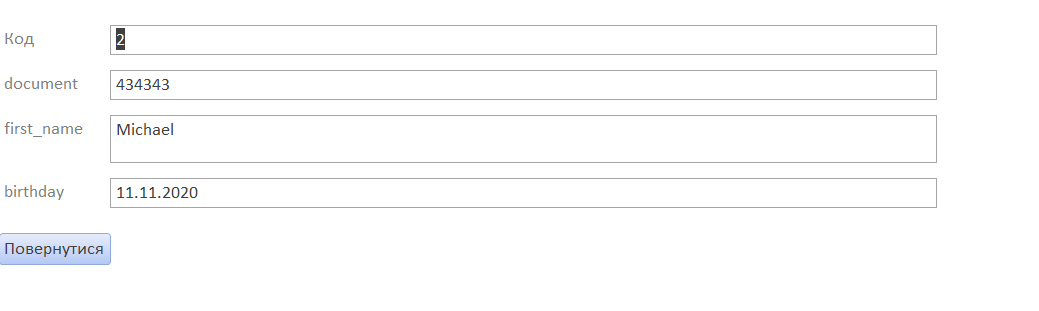 Код 2
document 434343
first_name Michael
birthday 11.11.2020
Повернутися